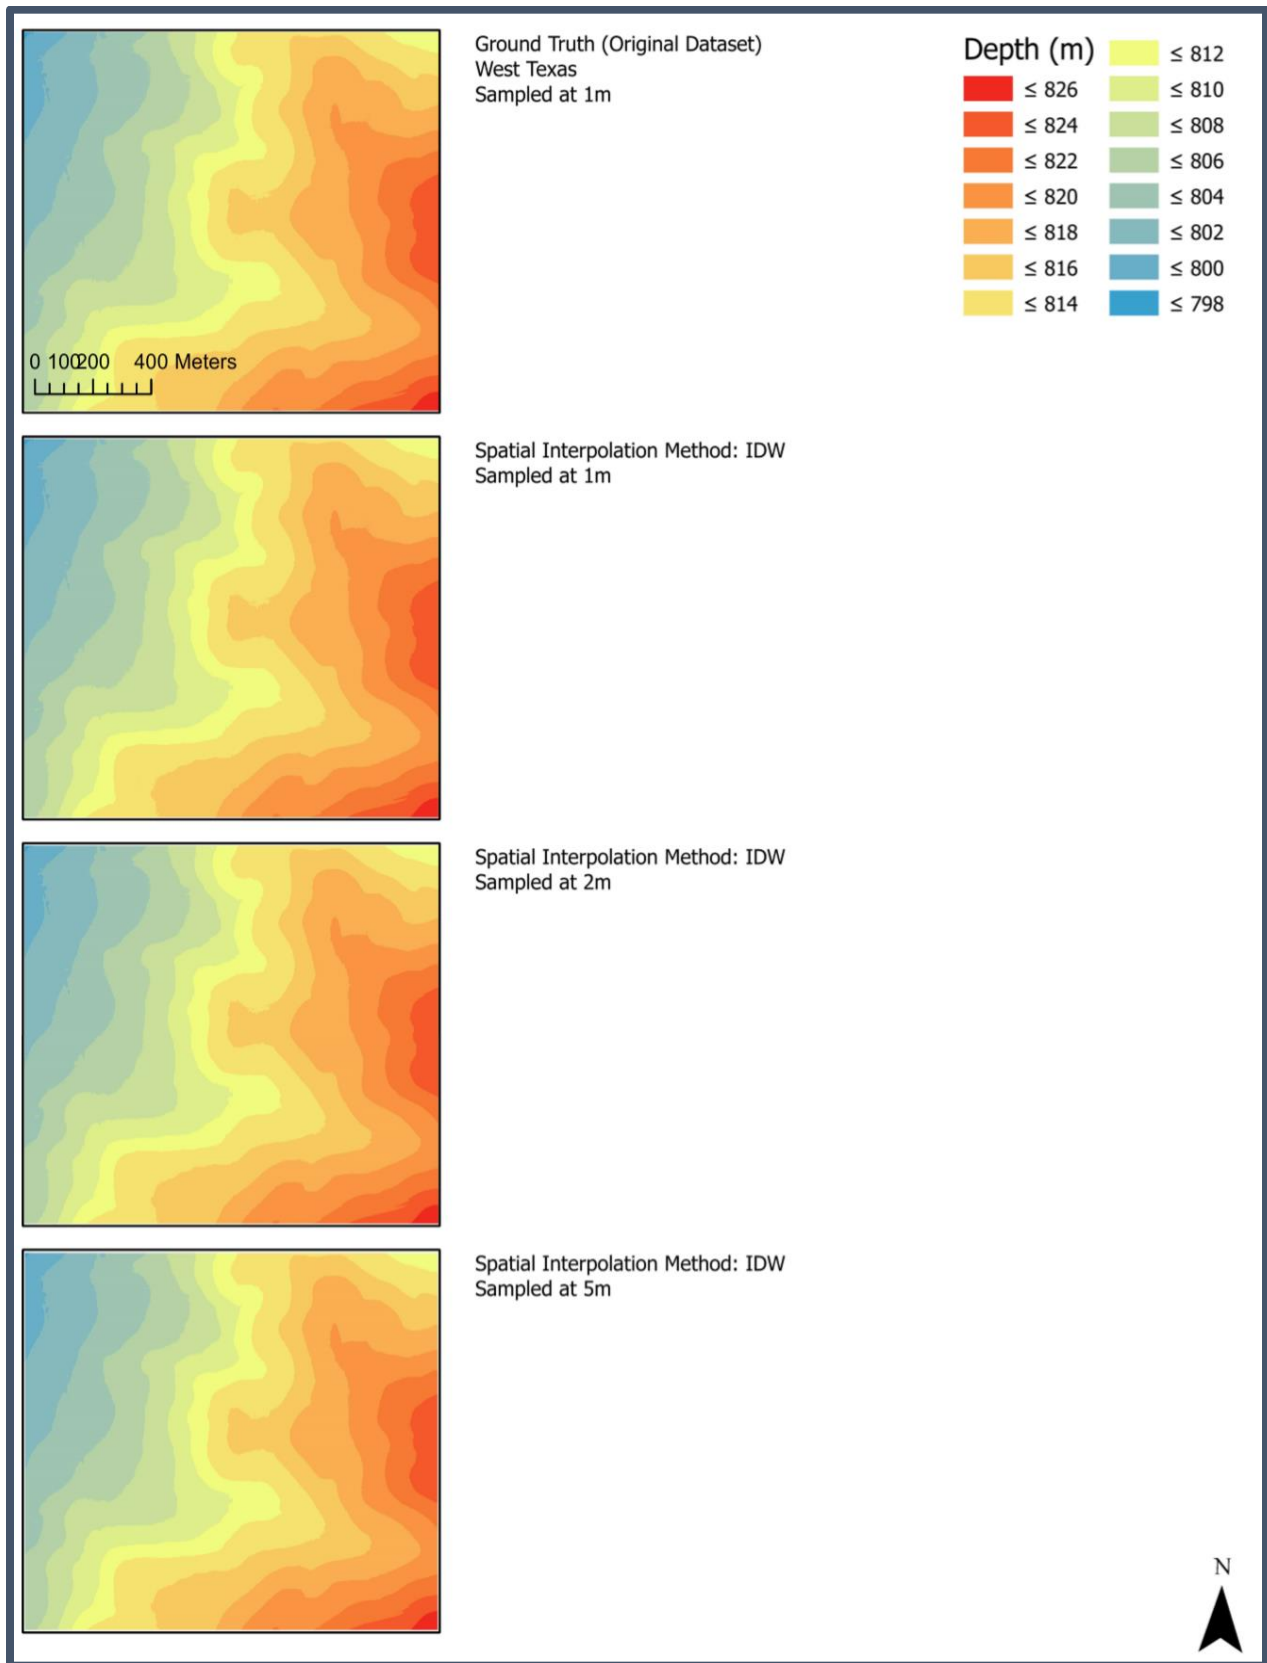 Ground Truth (Original Dataset)
West Texas
Sampled at 1m
Depth (m)
≤ 826
≤ 824
≤ 822
≤ 820
≤ 818
≤ 816
≤ 814
≤ 812
≤ 810
≤ 808
≤ 806
≤ 804
≤ 802
≤ 800
≤ 798
0 100 200 400 Meters
Spatial Interpolation Method: IDW
Sampled at 1m
Spatial Interpolation Method: IDW
Sampled at 2m
Spatial Interpolation Method: IDW
Sampled at 5m
N